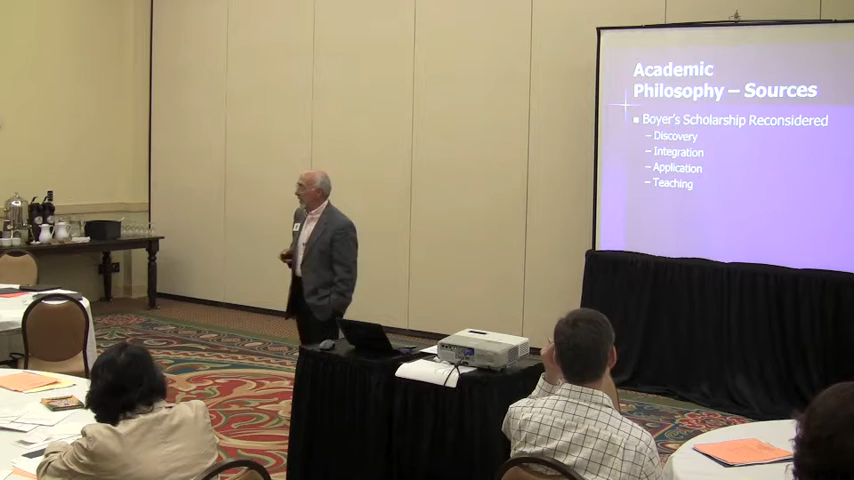 Academic
Philosophy – Sources
Boyer's Scholarship Reconsidered
– Discovery
– Integration
– Application
– Teaching